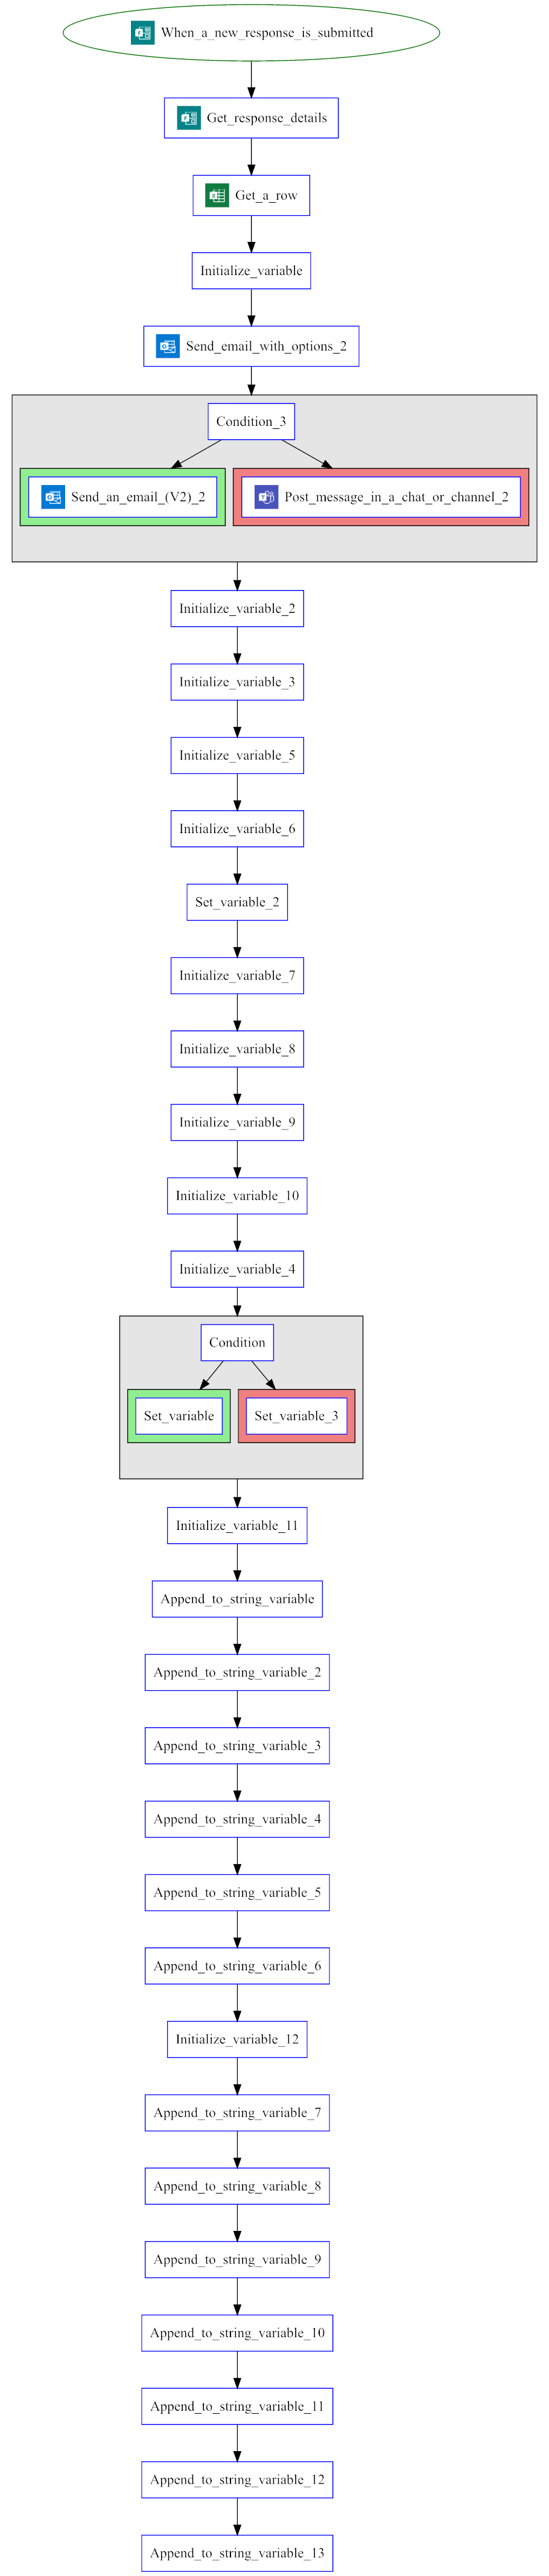 When_a_new_response_is_submitted
Get_response_details
Get_a_row
Initialize_variable
Send_email_with_options_2
Condition_3
Send_an_email_(V2)_2
Post_message_in_a_chat_or_channel_2
Initialize_variable_2
Initialize_variable_3
Initialize_variable_5
Initialize_variable_6
Set_variable_2
Initialize_variable_7
Initialize_variable_8
Initialize_variable_9
Initialize_variable_10
Initialize_variable_4
Condition
Set_variable
Set_variable_3
Initialize_variable_11
Append_to_string_variable
Append_to_string_variable_2
Append_to_string_variable_3
Append_to_string_variable_4
Append_to_string_variable_5
Append_to_string_variable_6
Initialize_variable_12
Append_to_string_variable_7
Append_to_string_variable_8
Append_to_string_variable_9
Append_to_string_variable_10
Append_to_string_variable_11
Append_to_string_variable_12
Append_to_string_variable_13